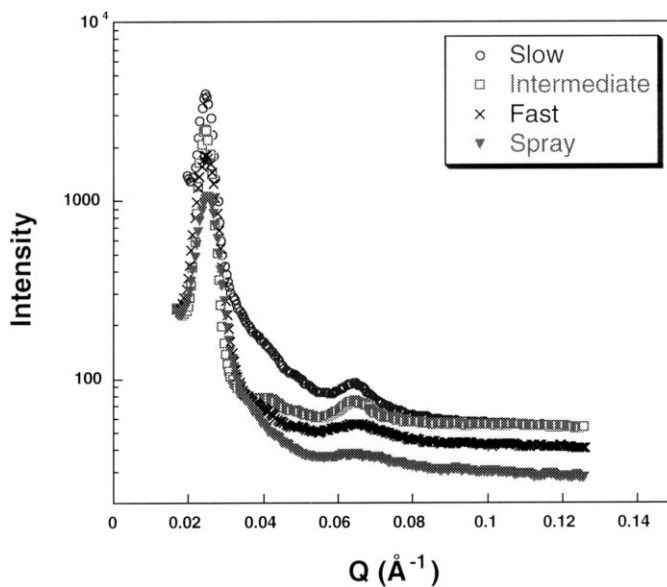 10⁴
1000
100
Intensity
Slow
Intermediate
Fast
Spray
0 0.02 0.04 0.06 0.08 0.1 0.12 0.14
Q (Å⁻¹)